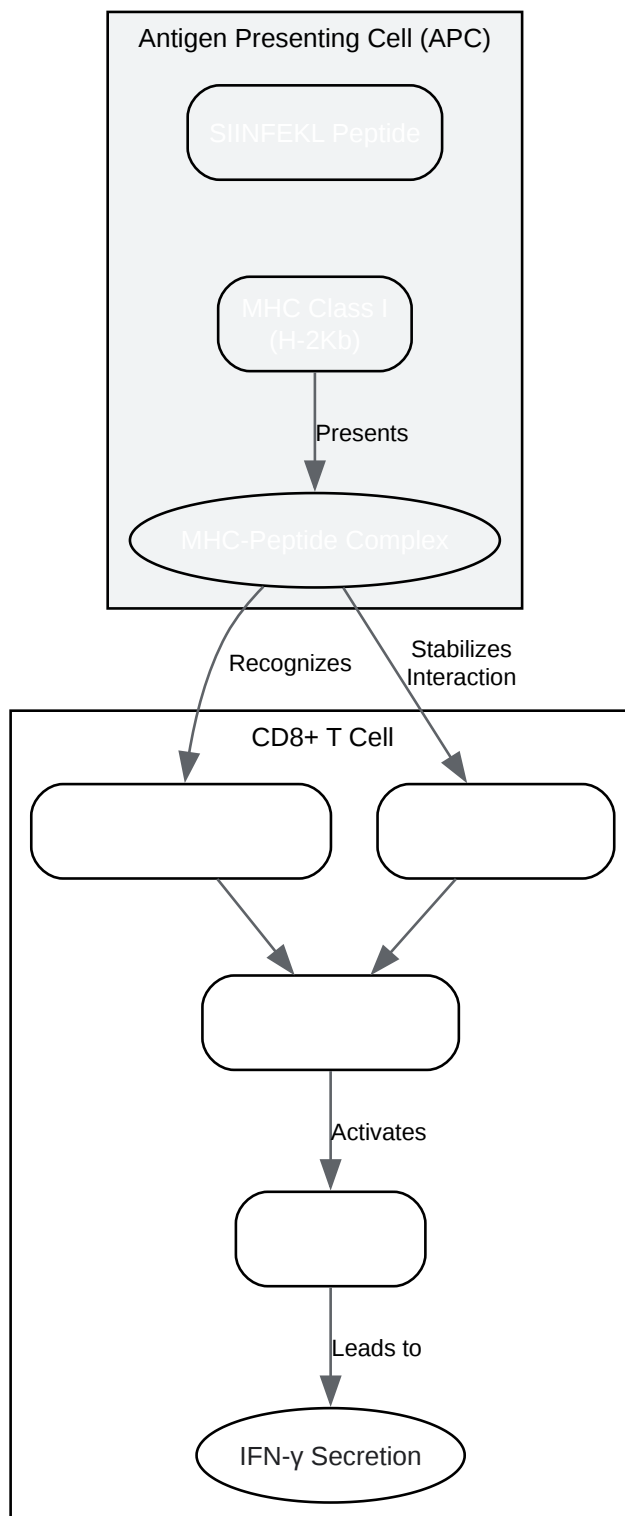 Antigen Presenting Cell (APC)
SIINFEKL Peptide
MHC Class I
(H-2Kb)
Presents
MHC-Peptide Complex
Recognizes
Stabilizes
Interaction
CD8+ T Cell
Activates
Leads to
IFN-γ Secretion